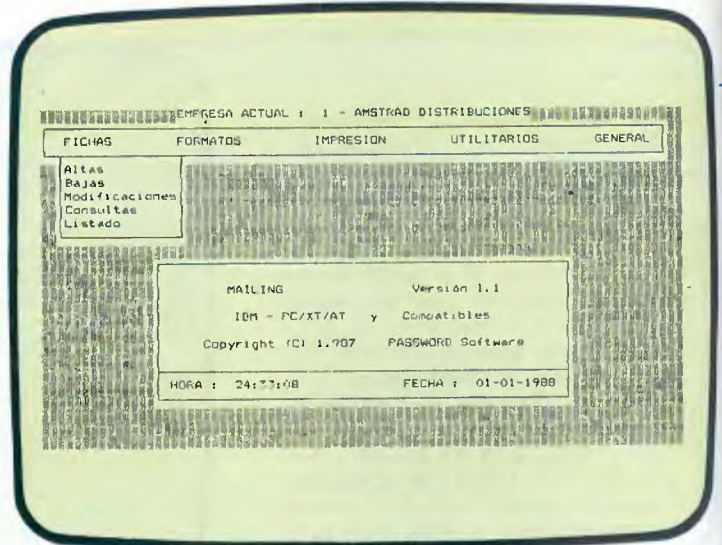 EMPRESA ACTUAL : 1 - AMSTRAD DISTRIBUCIONES
FICHAS FORMATOS IMPRESION UTILITARIOS GENERAL
Altas
Bajas
Modificaciones
Consultas
Listado
MAILING Versión 1.1
IBM - PC/XT/AT y Compatibles
Copyright (C) 1.987 PASSWORD Software
HORA : FECHA : 01-01-1988